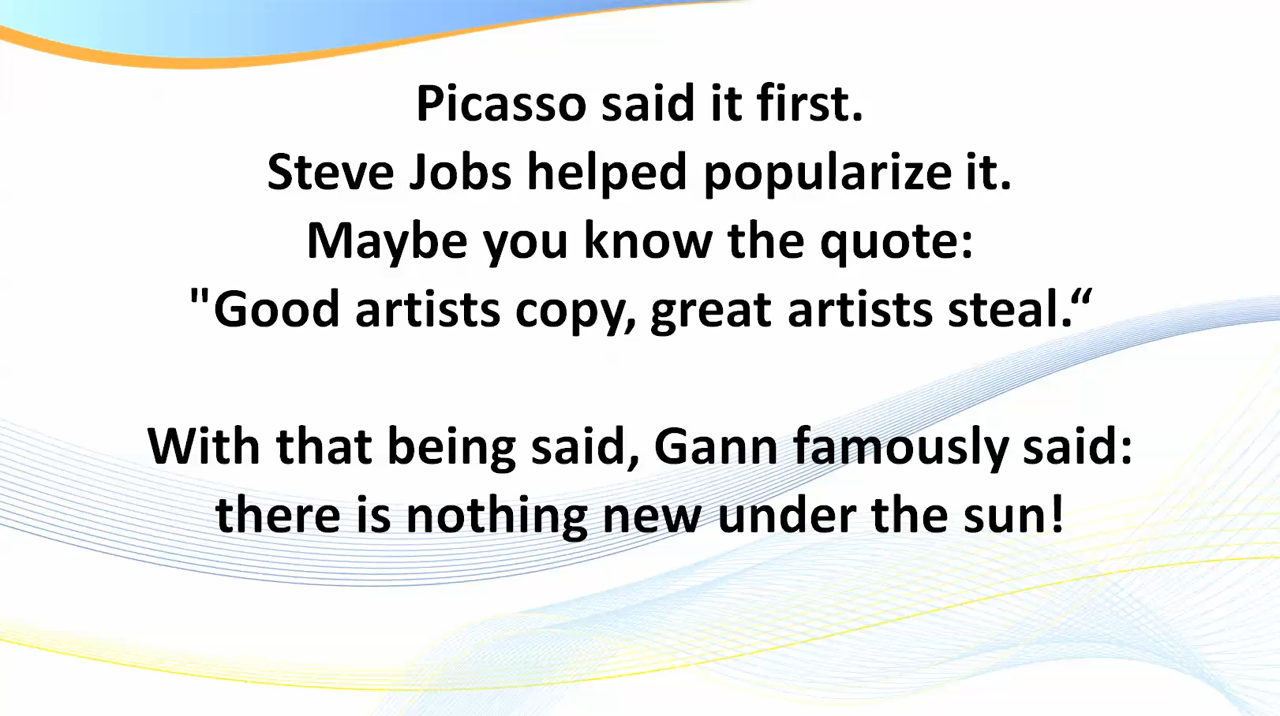 Picasso said it first.
Steve Jobs helped popularize it.
Maybe you know the quote:
"Good artists copy, great artists steal.“
With that being said, Gann famously said:
there is nothing new under the sun!